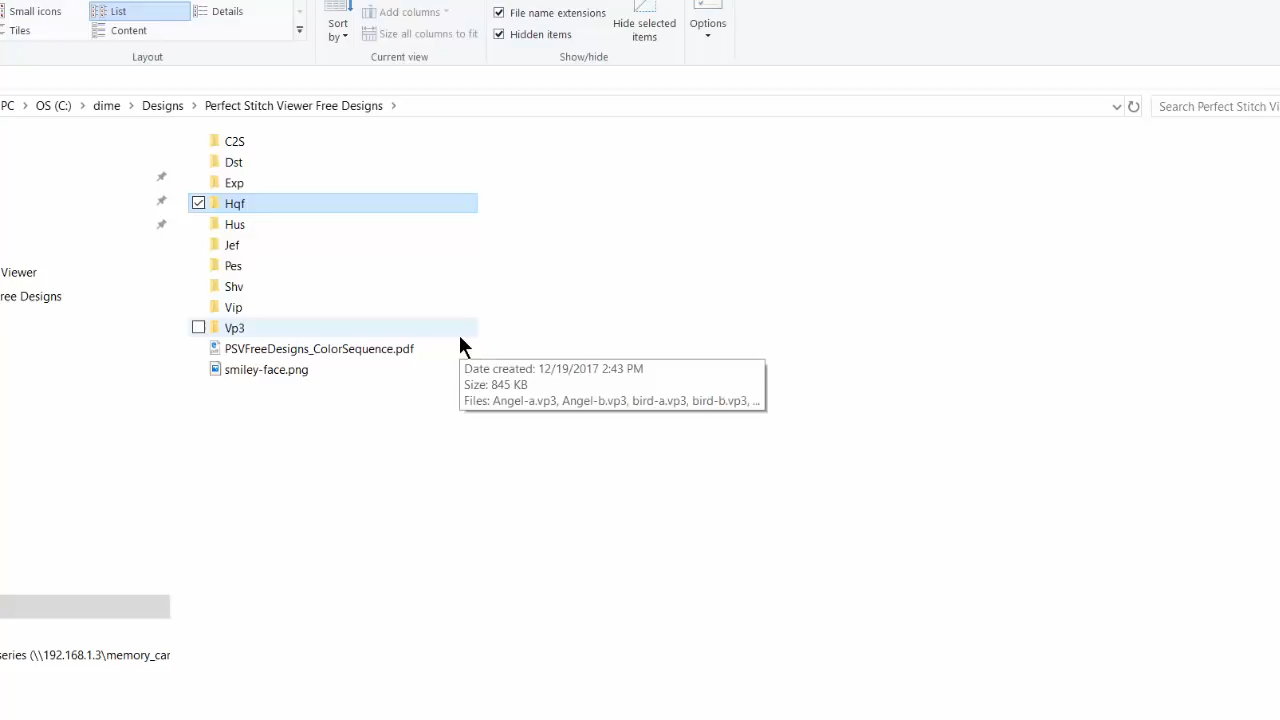 Small icons List Details
Tiles Content
Layout
Sort by
Add columns
Size all columns to fit
Current view
File name extensions
Hidden items
Hide selected items
Show/hide
Options
PC > OS (C:) > dime > Designs > Perfect Stitch Viewer Free Designs >
Search Perfect Stitch Vi
Viewer
ree Designs
series (\\192.168.1.3\memory_car
C2S
Dst
Exp
Hqf
Hus
Jef
Pes
Shv
Vip
Vp3
PSVFreeDesigns_ColorSequence.pdf
smiley-face.png
Date created: 12/19/2017 2:43 PM
Size: 845 KB
Files: Angel-a.vp3, Angel-b.vp3, bird-a.vp3, bird-b.vp3, ...